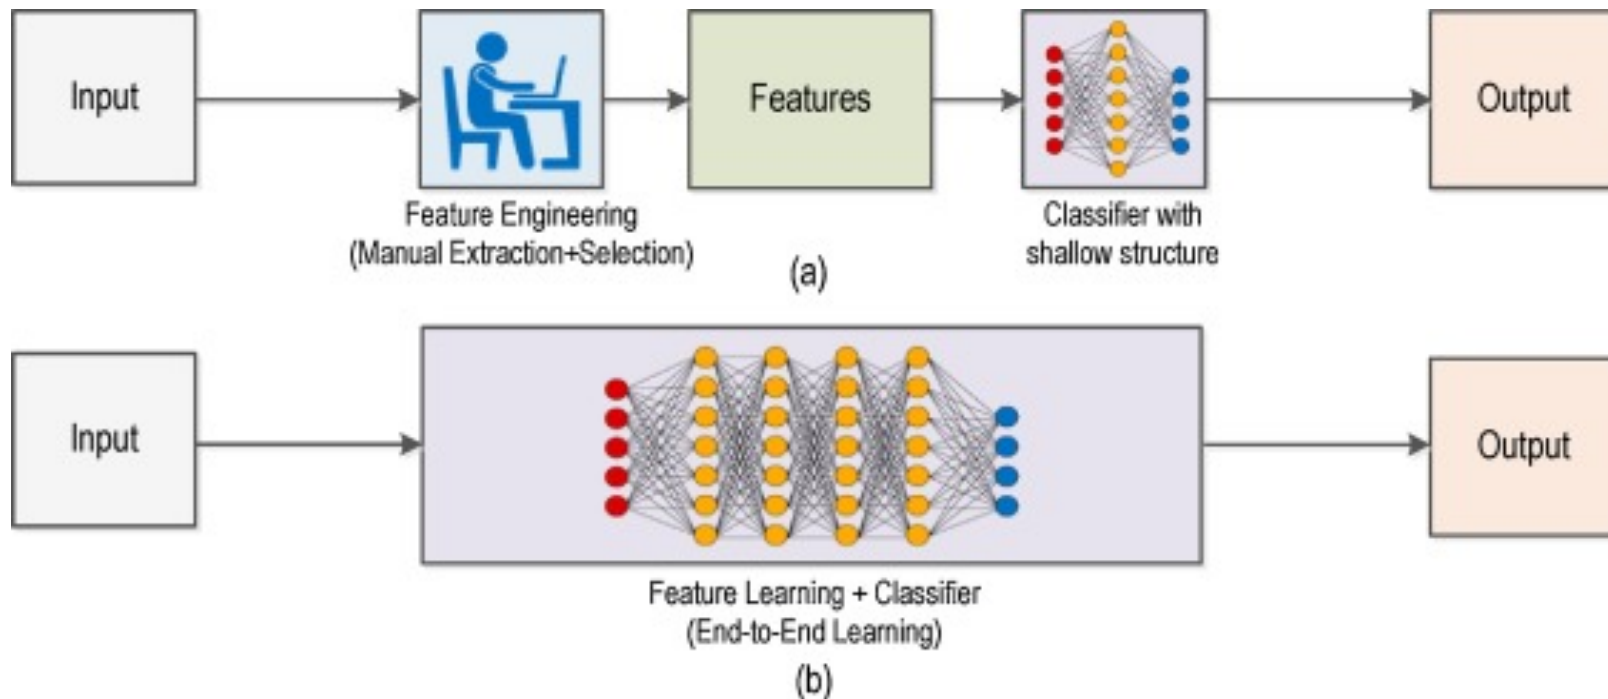 Input
Features
Output
Feature Engineering
(Manual Extraction+Selection)
Classifier with
shallow structure
(a)
Input
Output
Feature Learning + Classifier
(End-to-End Learning)
(b)